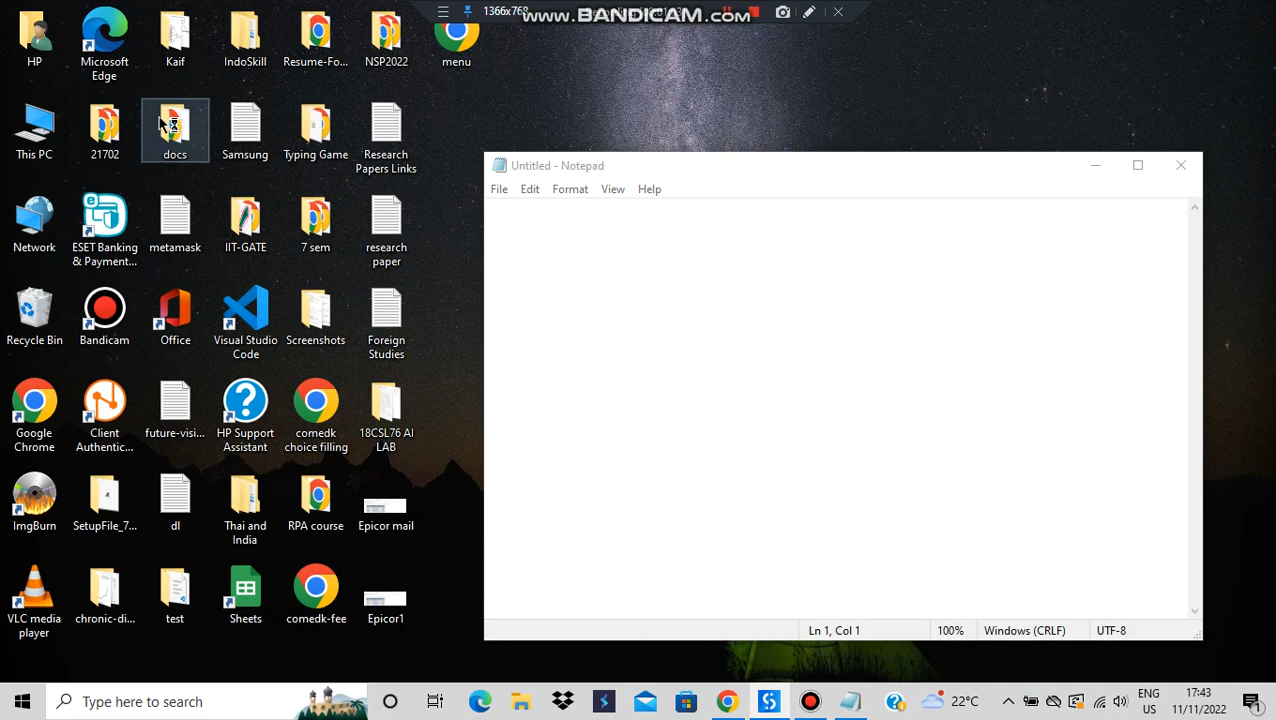 1366x768
www.BANDICAM.com
HP
Microsoft
Edge
Kaif
IndoSkill
Resume-Fo...
NSP2022
menu
This PC
21702
docs
Samsung
Typing Game
Research
Papers Links
Network
ESET Banking
& Payment...
metamask
IIT-GATE
7 sem
research
paper
Recycle Bin
Bandicam
Office
Visual Studio
Code
Screenshots
Foreign
Studies
Google
Chrome
Client
Authentic...
future-visi...
HP Support
Assistant
comedk
choice filling
18CSL76 AI
LAB
ImgBurn
SetupFile_7...
dl
Thai and
India
RPA course
Epicor mail
VLC media
player
chronic-di...
test
Sheets
comedk-fee
Epicor1
Untitled - Notepad
File Edit Format View Help
Ln 1, Col 1 100% Windows (CRLF) UTF-8
Type here to search
22°C
ENG
US
17:43
11/11/2022
1